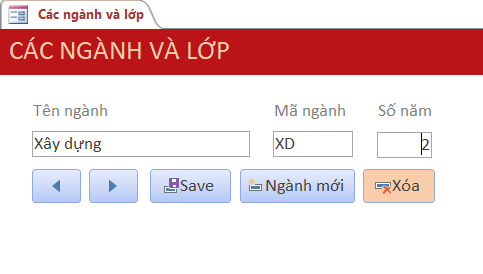 Các ngành và lớp
CÁC NGÀNH VÀ LỚP
Tên ngành Mã ngành Số năm
Xây dựng XD 2
Save Ngành mới Xóa